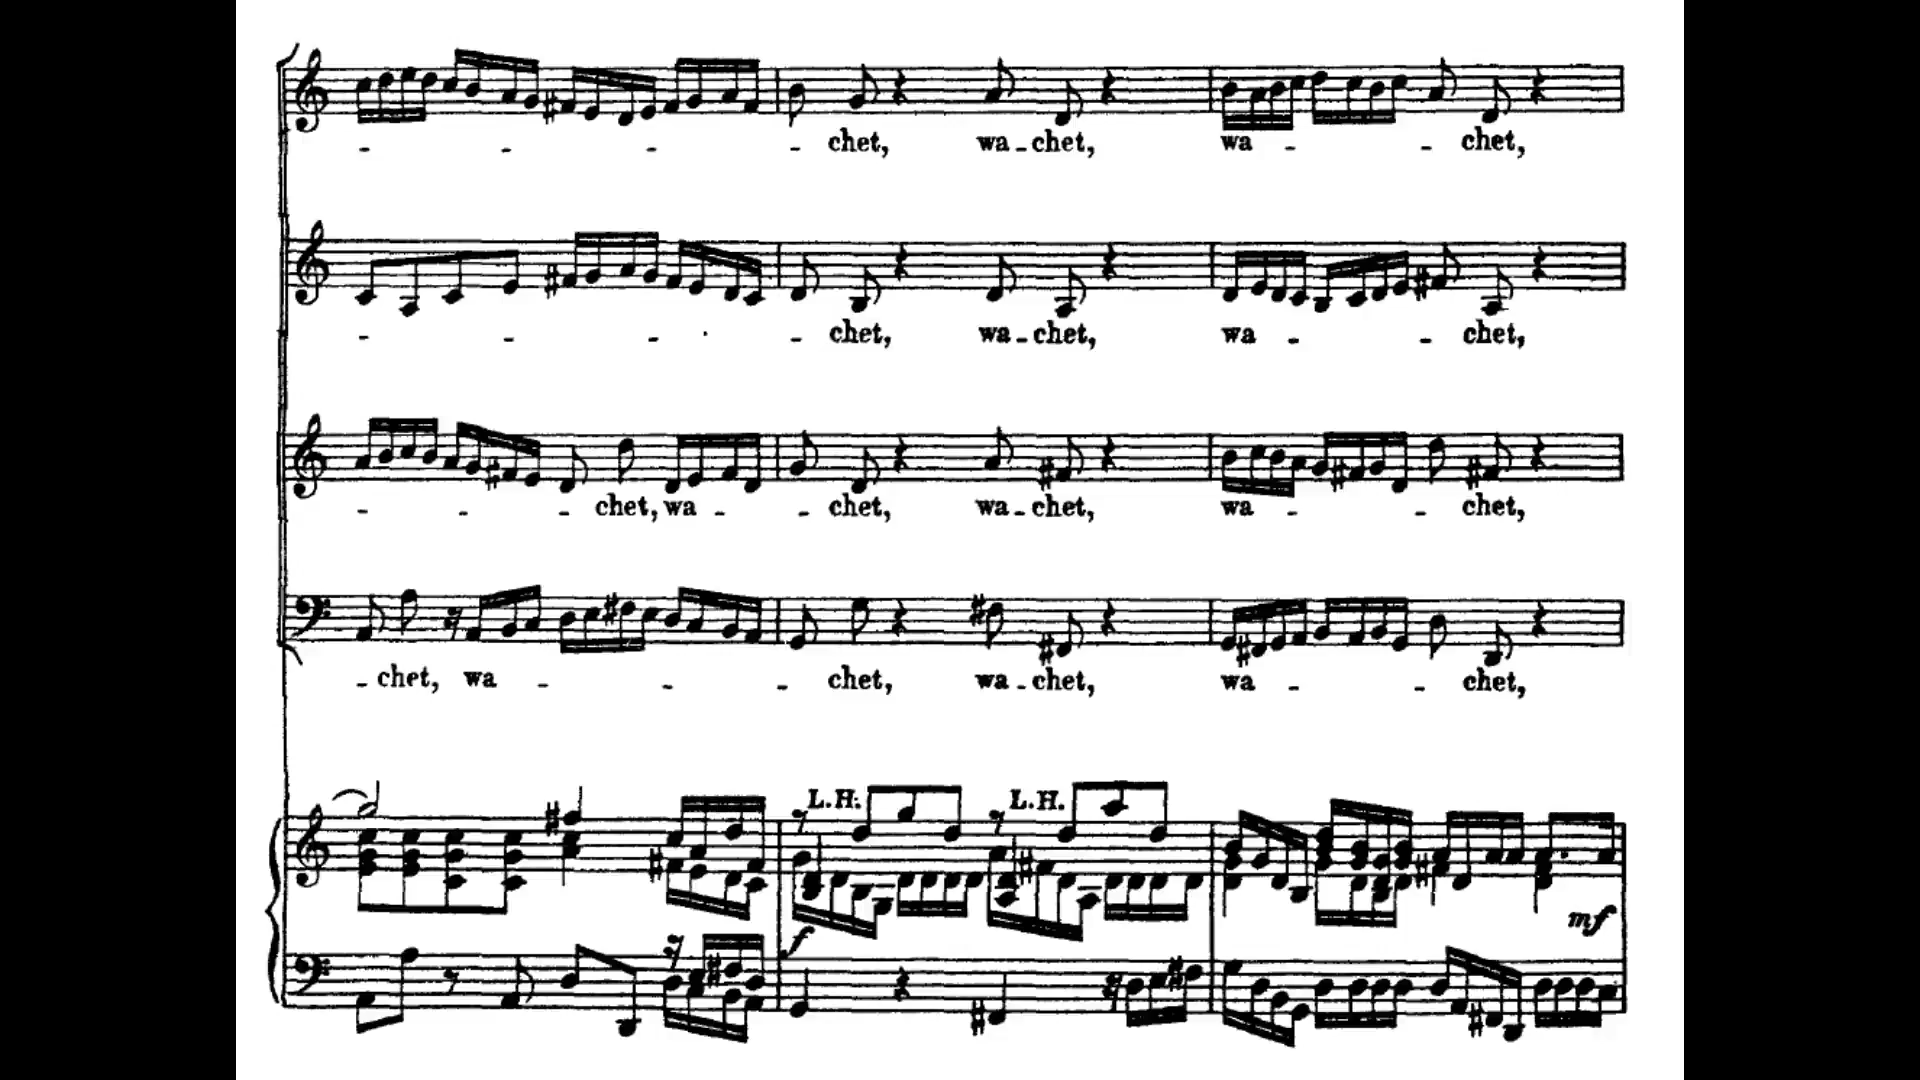 - - - - chet, wa - chet, wa - - chet,
- - - . - chet, wa - chet, wa - - chet,
- - - chet, wa - - chet, wa - chet, wa - - chet,
- chet, wa - - - chet, wa - chet, wa - - chet,
L.H. L.H.
f mf